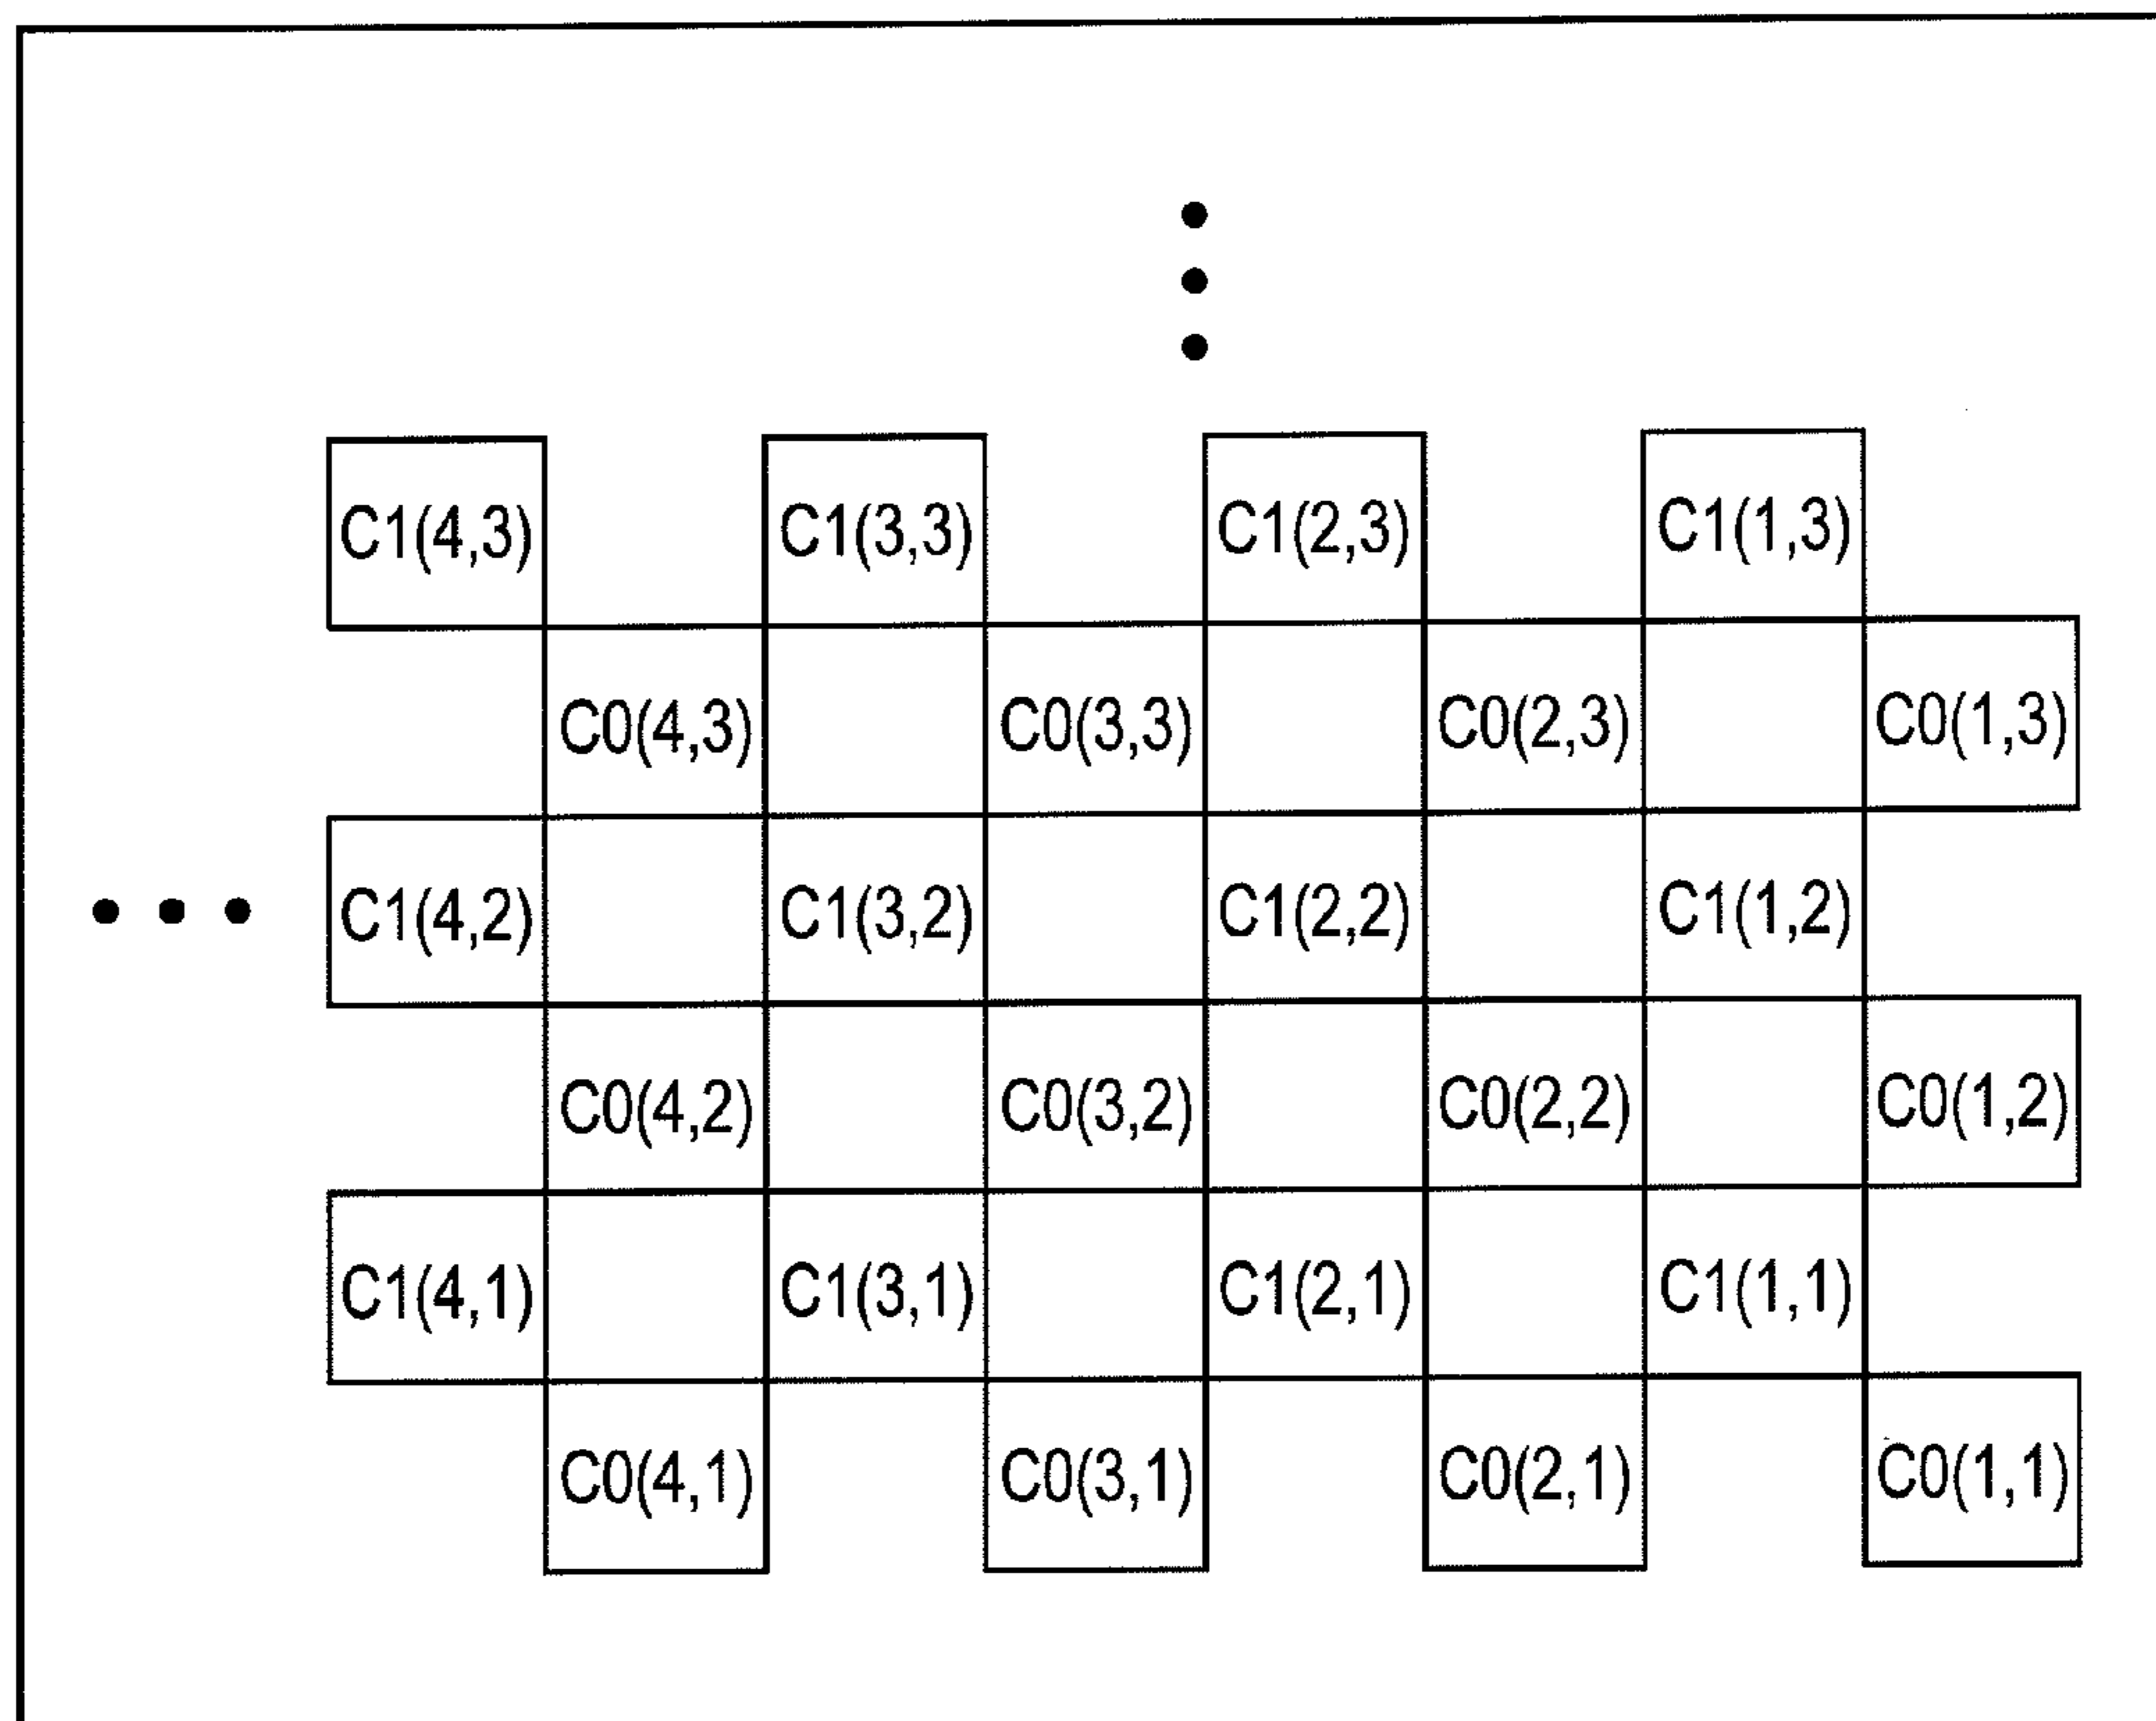 C1(4,3) C1(3,3) C1(2,3) C1(1,3)
C0(4,3) C0(3,3) C0(2,3) C0(1,3)
C1(4,2) C1(3,2) C1(2,2) C1(1,2)
C0(4,2) C0(3,2) C0(2,2) C0(1,2)
C1(4,1) C1(3,1) C1(2,1) C1(1,1)
C0(4,1) C0(3,1) C0(2,1) C0(1,1)